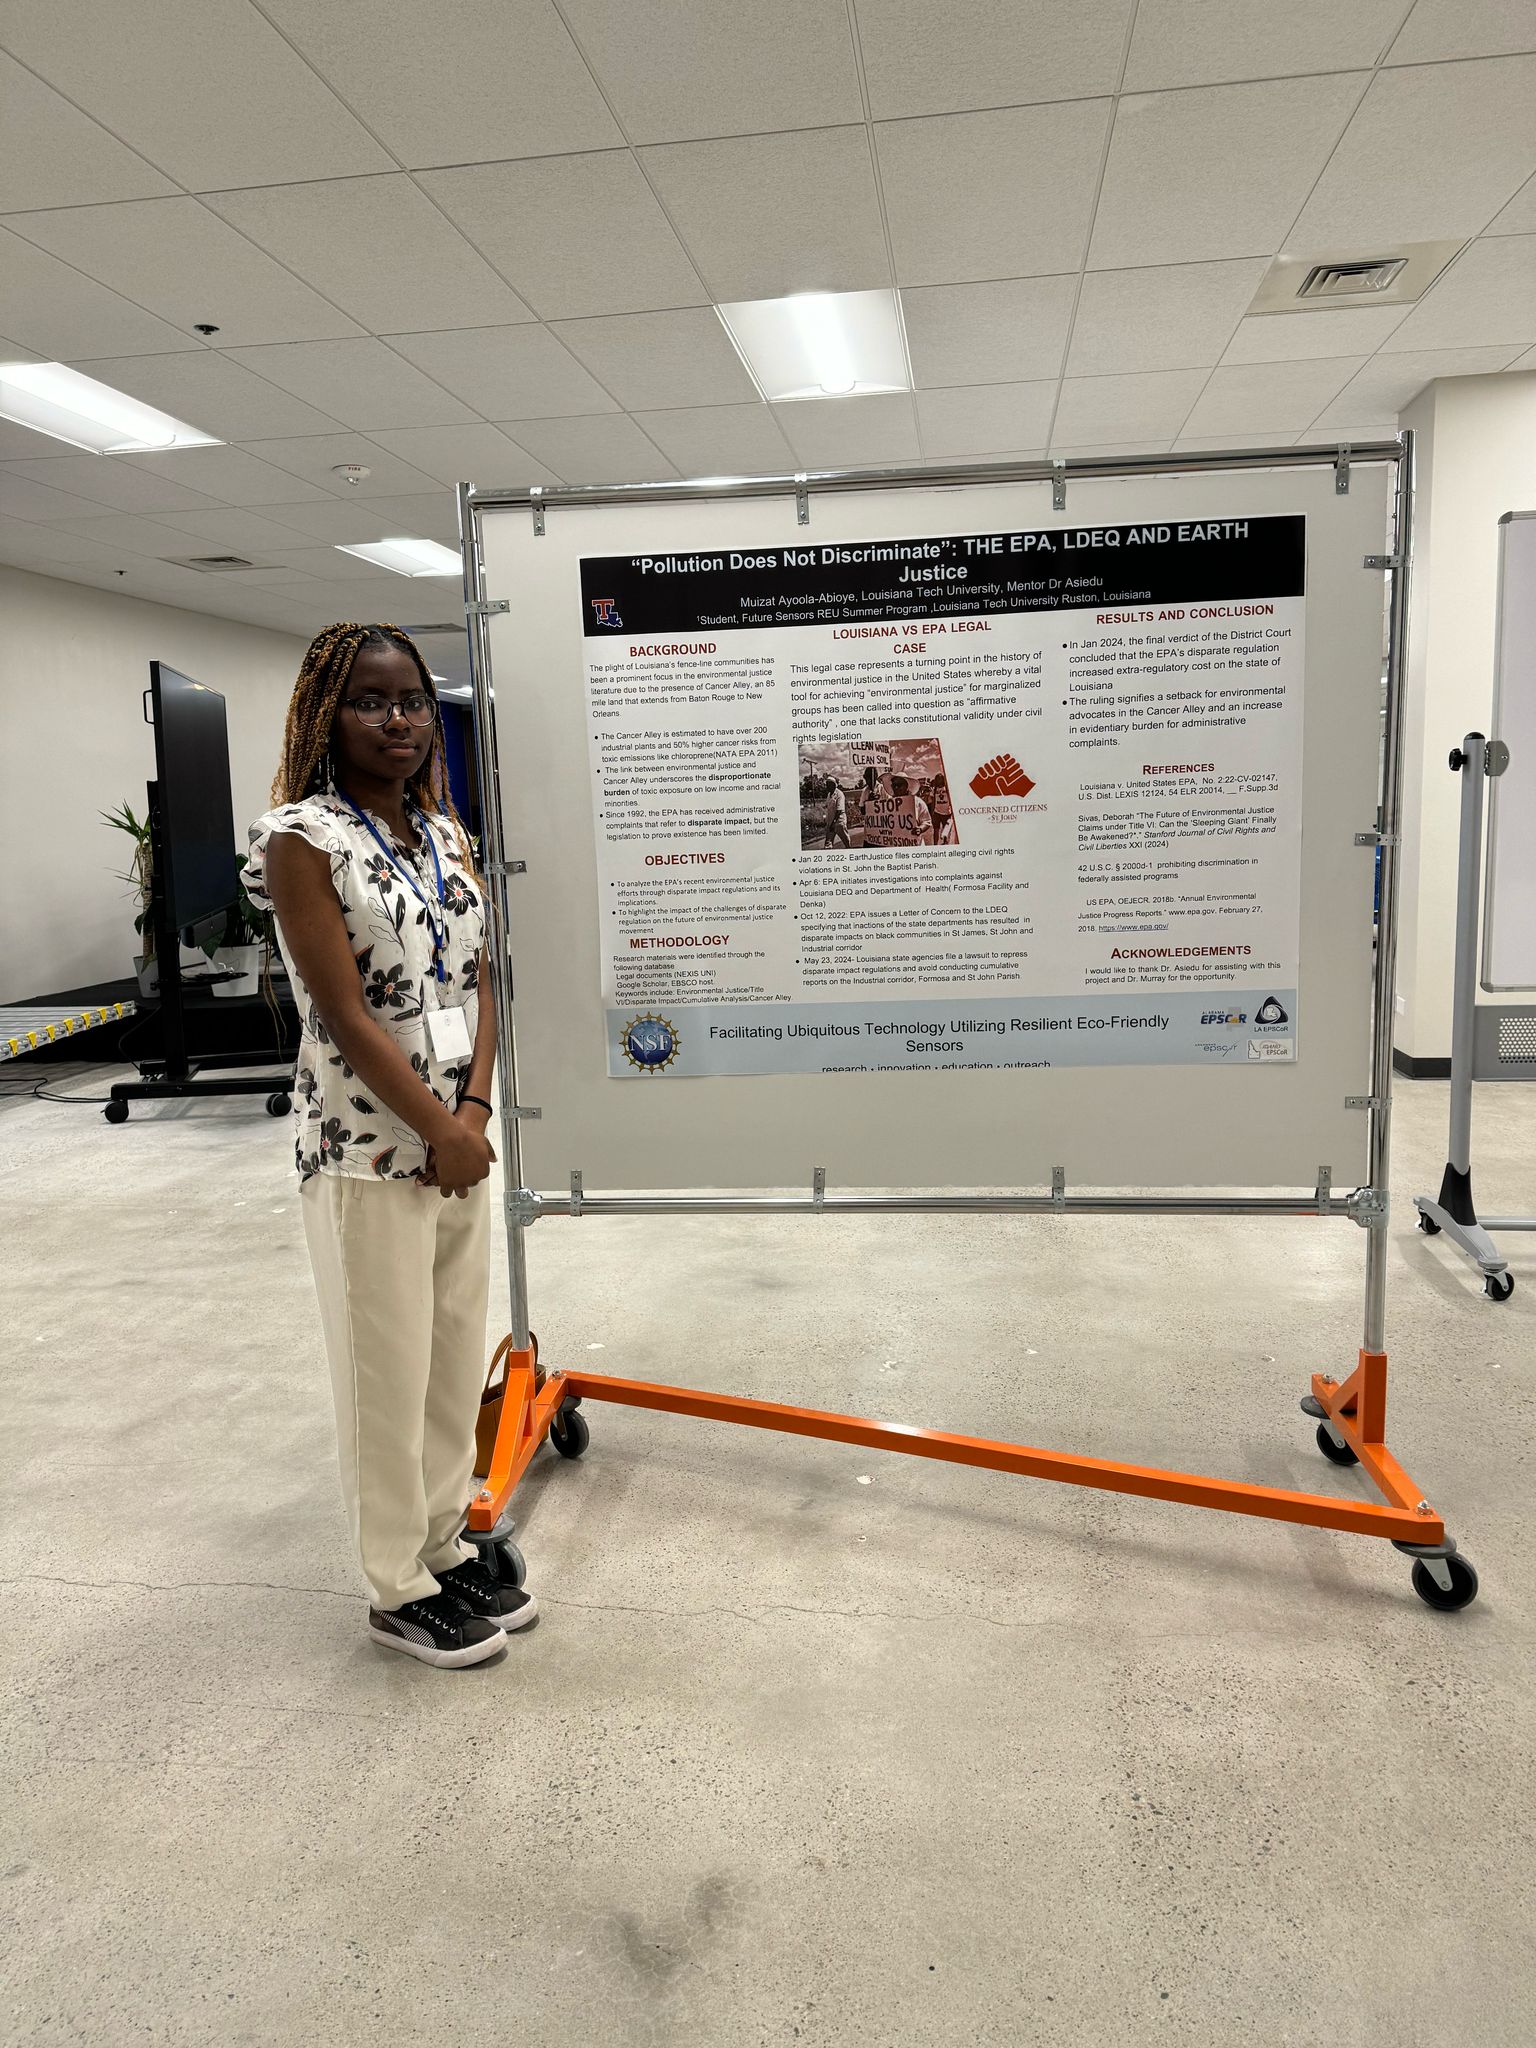 FIRE
“Pollution Does Not Discriminate”: THE EPA, LDEQ AND EARTH
Justice
Muizat Ayoola-Abioye, Louisiana Tech University, Mentor Dr Asiedu
¹Student, Future Sensors REU Summer Program ,Louisiana Tech University Ruston, Louisiana
BACKGROUND
The plight of Louisiana's fence-line communities has
been a prominent focus in the environmental justice
literature due to the presence of Cancer Alley, an 85
mile land that extends from Baton Rouge to New
Orleans.
• The Cancer Alley is estimated to have over 200
industrial plants and 50% higher cancer risks from
toxic emissions like chloroprene(NATA EPA 2011)
• The link between environmental justice and
Cancer Alley underscores the disproportionate
burden of toxic exposure on low income and racial
minorities.
• Since 1992, the EPA has received administrative
complaints that refer to disparate impact, but the
legislation to prove existence has been limited.
OBJECTIVES
• To analyze the EPA's recent environmental justice
efforts through disparate impact regulations and its
implications.
• To highlight the impact of the challenges of disparate
regulation on the future of environmental justice
movement
METHODOLOGY
Research materials were identified through the
following database
Legal documents (NEXIS UNI)
Google Scholar, EBSCO host.
Keywords include: Environmental Justice/Title
VI/Disparate Impact/Cumulative Analysis/Cancer Alley.
LOUISIANA VS EPA LEGAL
CASE
This legal case represents a turning point in the history of
environmental justice in the United States whereby a vital
tool for achieving “environmental justice” for marginalized
groups has been called into question as “affirmative
authority” , one that lacks constitutional validity under civil
rights legislation
CLEAN WATER
CLEAN SOIL
STOP
KILLING US
WITH
TOXIC EMISSIONS
CONCERNED CITIZENS
of ST JOHN
• Jan 20 2022- EarthJustice files complaint alleging civil rights
violations in St. John the Baptist Parish.
• Apr 6: EPA initiates investigations into complaints against
Louisiana DEQ and Department of Health( Formosa Facility and
Denka)
• Oct 12, 2022: EPA issues a Letter of Concern to the LDEQ
specifying that inactions of the state departments has resulted in
disparate impacts on black communities in St James, St John and
Industrial corridor
• May 23, 2024- Louisiana state agencies file a lawsuit to repress
disparate impact regulations and avoid conducting cumulative
reports on the Industrial corridor, Formosa and St John Parish.
RESULTS AND CONCLUSION
• In Jan 2024, the final verdict of the District Court
concluded that the EPA's disparate regulation
increased extra-regulatory cost on the state of
Louisiana
• The ruling signifies a setback for environmental
advocates in the Cancer Alley and an increase
in evidentiary burden for administrative
complaints.
REFERENCES
Louisiana v. United States EPA, No. 2:22-CV-02147,
U.S. Dist. LEXIS 12124, 54 ELR 20014, __ F.Supp.3d
Sivas, Deborah “The Future of Environmental Justice
Claims under Title VI: Can the ‘Sleeping Giant’ Finally
Be Awakened?*.” Stanford Journal of Civil Rights and
Civil Liberties XXI (2024)
42 U.S.C. § 2000d-1 prohibiting discrimination in
federally assisted programs
US EPA, OEJECR. 2018b. “Annual Environmental
Justice Progress Reports.” www.epa.gov. February 27,
2018. https://www.epa.gov/
ACKNOWLEDGEMENTS
I would like to thank Dr. Asiedu for assisting with this
project and Dr. Murray for the opportunity.
NSF
Facilitating Ubiquitous Technology Utilizing Resilient Eco-Friendly
Sensors
research • innovation • education • outreach
ALABAMA
EPSCoR
LA EPSCoR
epscor
IDAHO
EPSCoR